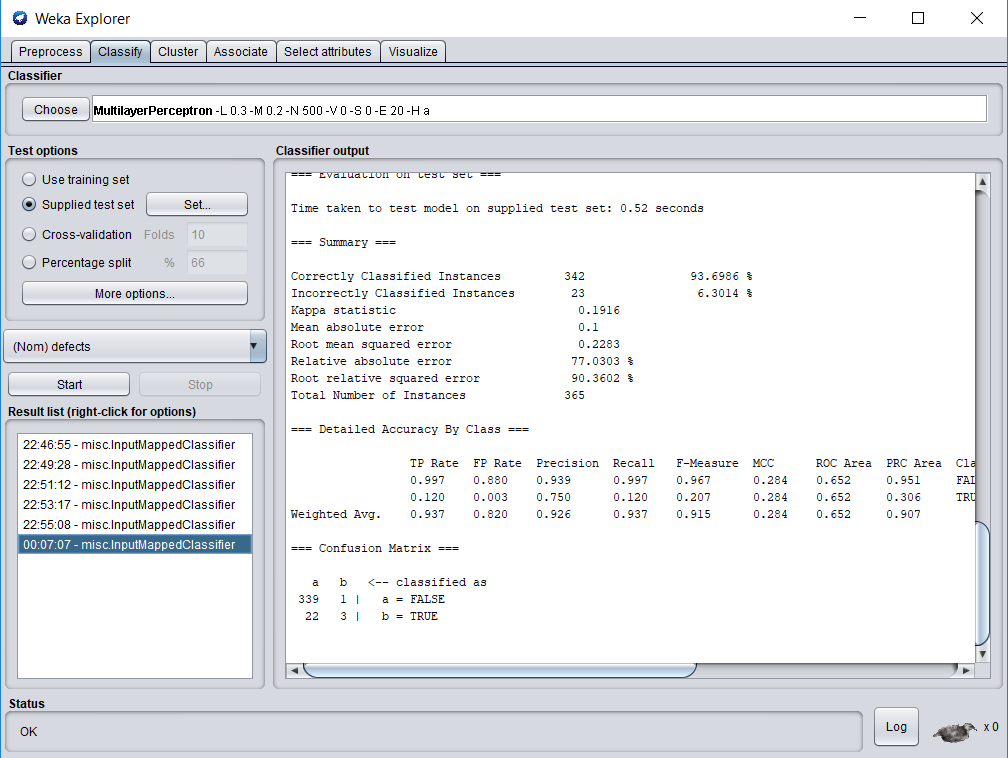 Weka Explorer
Preprocess Classify Cluster Associate Select attributes Visualize
Classifier
Choose MultilayerPerceptron -L 0.3 -M 0.2 -N 500 -V 0 -S 0 -E 20 -H a
Test options
Use training set
Supplied test set Set...
Cross-validation Folds 10
Percentage split % 66
More options...
(Nom) defects
Start Stop
Result list (right-click for options)
22:46:55 - misc.InputMappedClassifier
22:49:28 - misc.InputMappedClassifier
22:51:12 - misc.InputMappedClassifier
22:53:17 - misc.InputMappedClassifier
22:55:08 - misc.InputMappedClassifier
00:07:07 - misc.InputMappedClassifier
Classifier output
=== Evaluation on test set ===
Time taken to test model on supplied test set: 0.52 seconds
=== Summary ===
Correctly Classified Instances 342 93.6986 %
Incorrectly Classified Instances 23 6.3014 %
Kappa statistic 0.1916
Mean absolute error 0.1
Root mean squared error 0.2283
Relative absolute error 77.0303 %
Root relative squared error 90.3602 %
Total Number of Instances 365
=== Detailed Accuracy By Class ===
TP Rate FP Rate Precision Recall F-Measure MCC ROC Area PRC Area Cla
0.997 0.880 0.939 0.997 0.967 0.284 0.652 0.951 FAL
0.120 0.003 0.750 0.120 0.207 0.284 0.652 0.306 TRU
Weighted Avg. 0.937 0.820 0.926 0.937 0.915 0.284 0.652 0.907
=== Confusion Matrix ===
a b <-- classified as
339 1 | a = FALSE
22 3 | b = TRUE
Status
OK
Log x 0